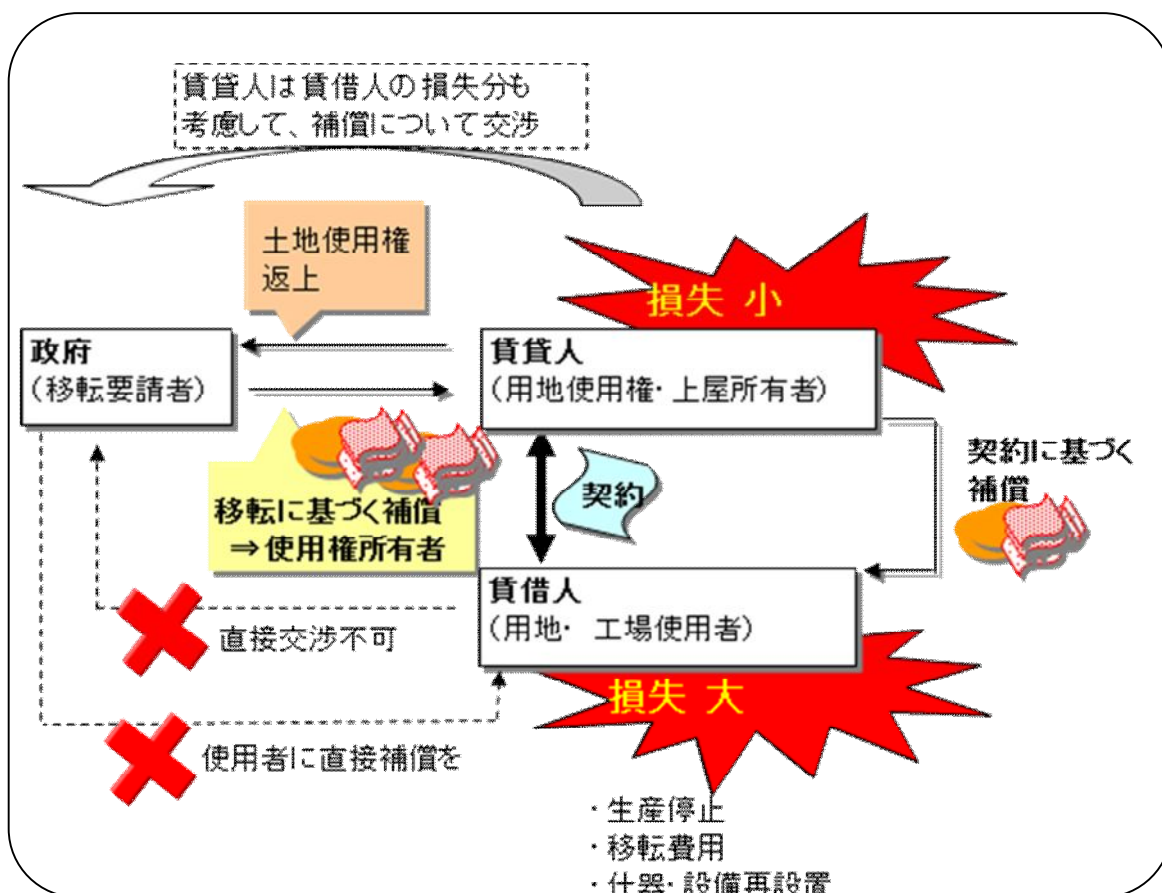 賃貸人は賃借人の損失分も
考慮して、補償について交渉
土地使用権
返上
損失 小
政府
(移転要請者)
賃貸人
(用地使用権・上屋所有者)
契約に基づく
補償
契約
移転に基づく補償
⇒使用権所有者
賃借人
(用地・工場使用者)
直接交渉不可
損失 大
使用者に直接補償を
・生産停止
・移転費用
・什器・設備再設置